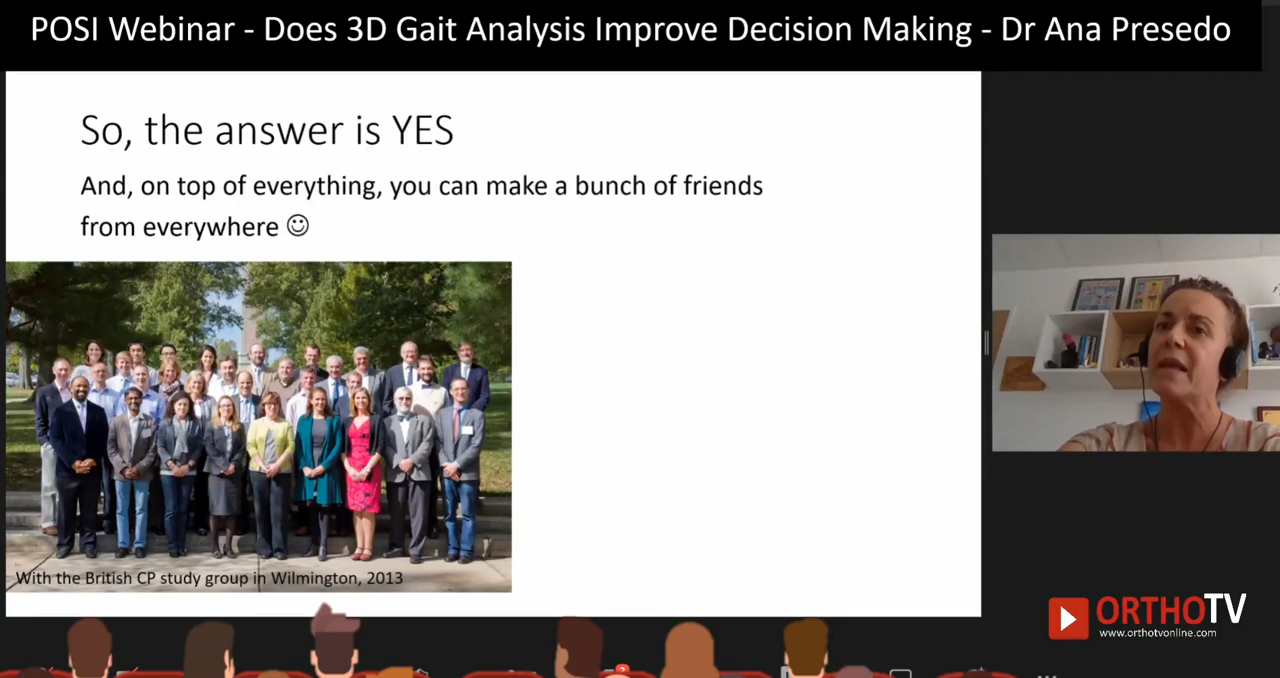 POSI Webinar - Does 3D Gait Analysis Improve Decision Making - Dr Ana Presedo
So, the answer is YES
And, on top of everything, you can make a bunch of friends
from everywhere ☺
With the British CP study group in Wilmington, 2013
ORTHOTV
www.orthotvonline.com